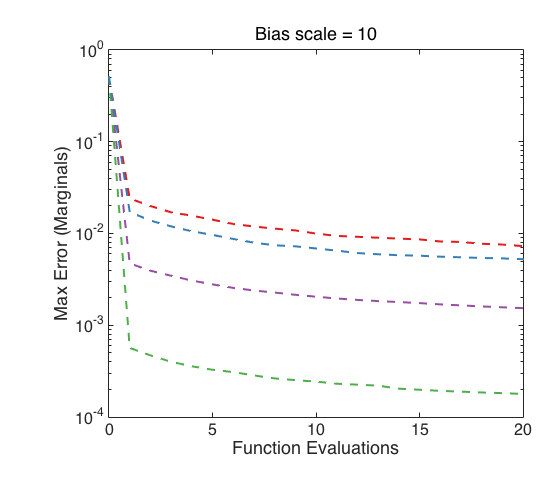 Bias scale = 10
Max Error (Marginals)
10^0
10^-1
10^-2
10^-3
10^-4
0 5 10 15 20
Function Evaluations